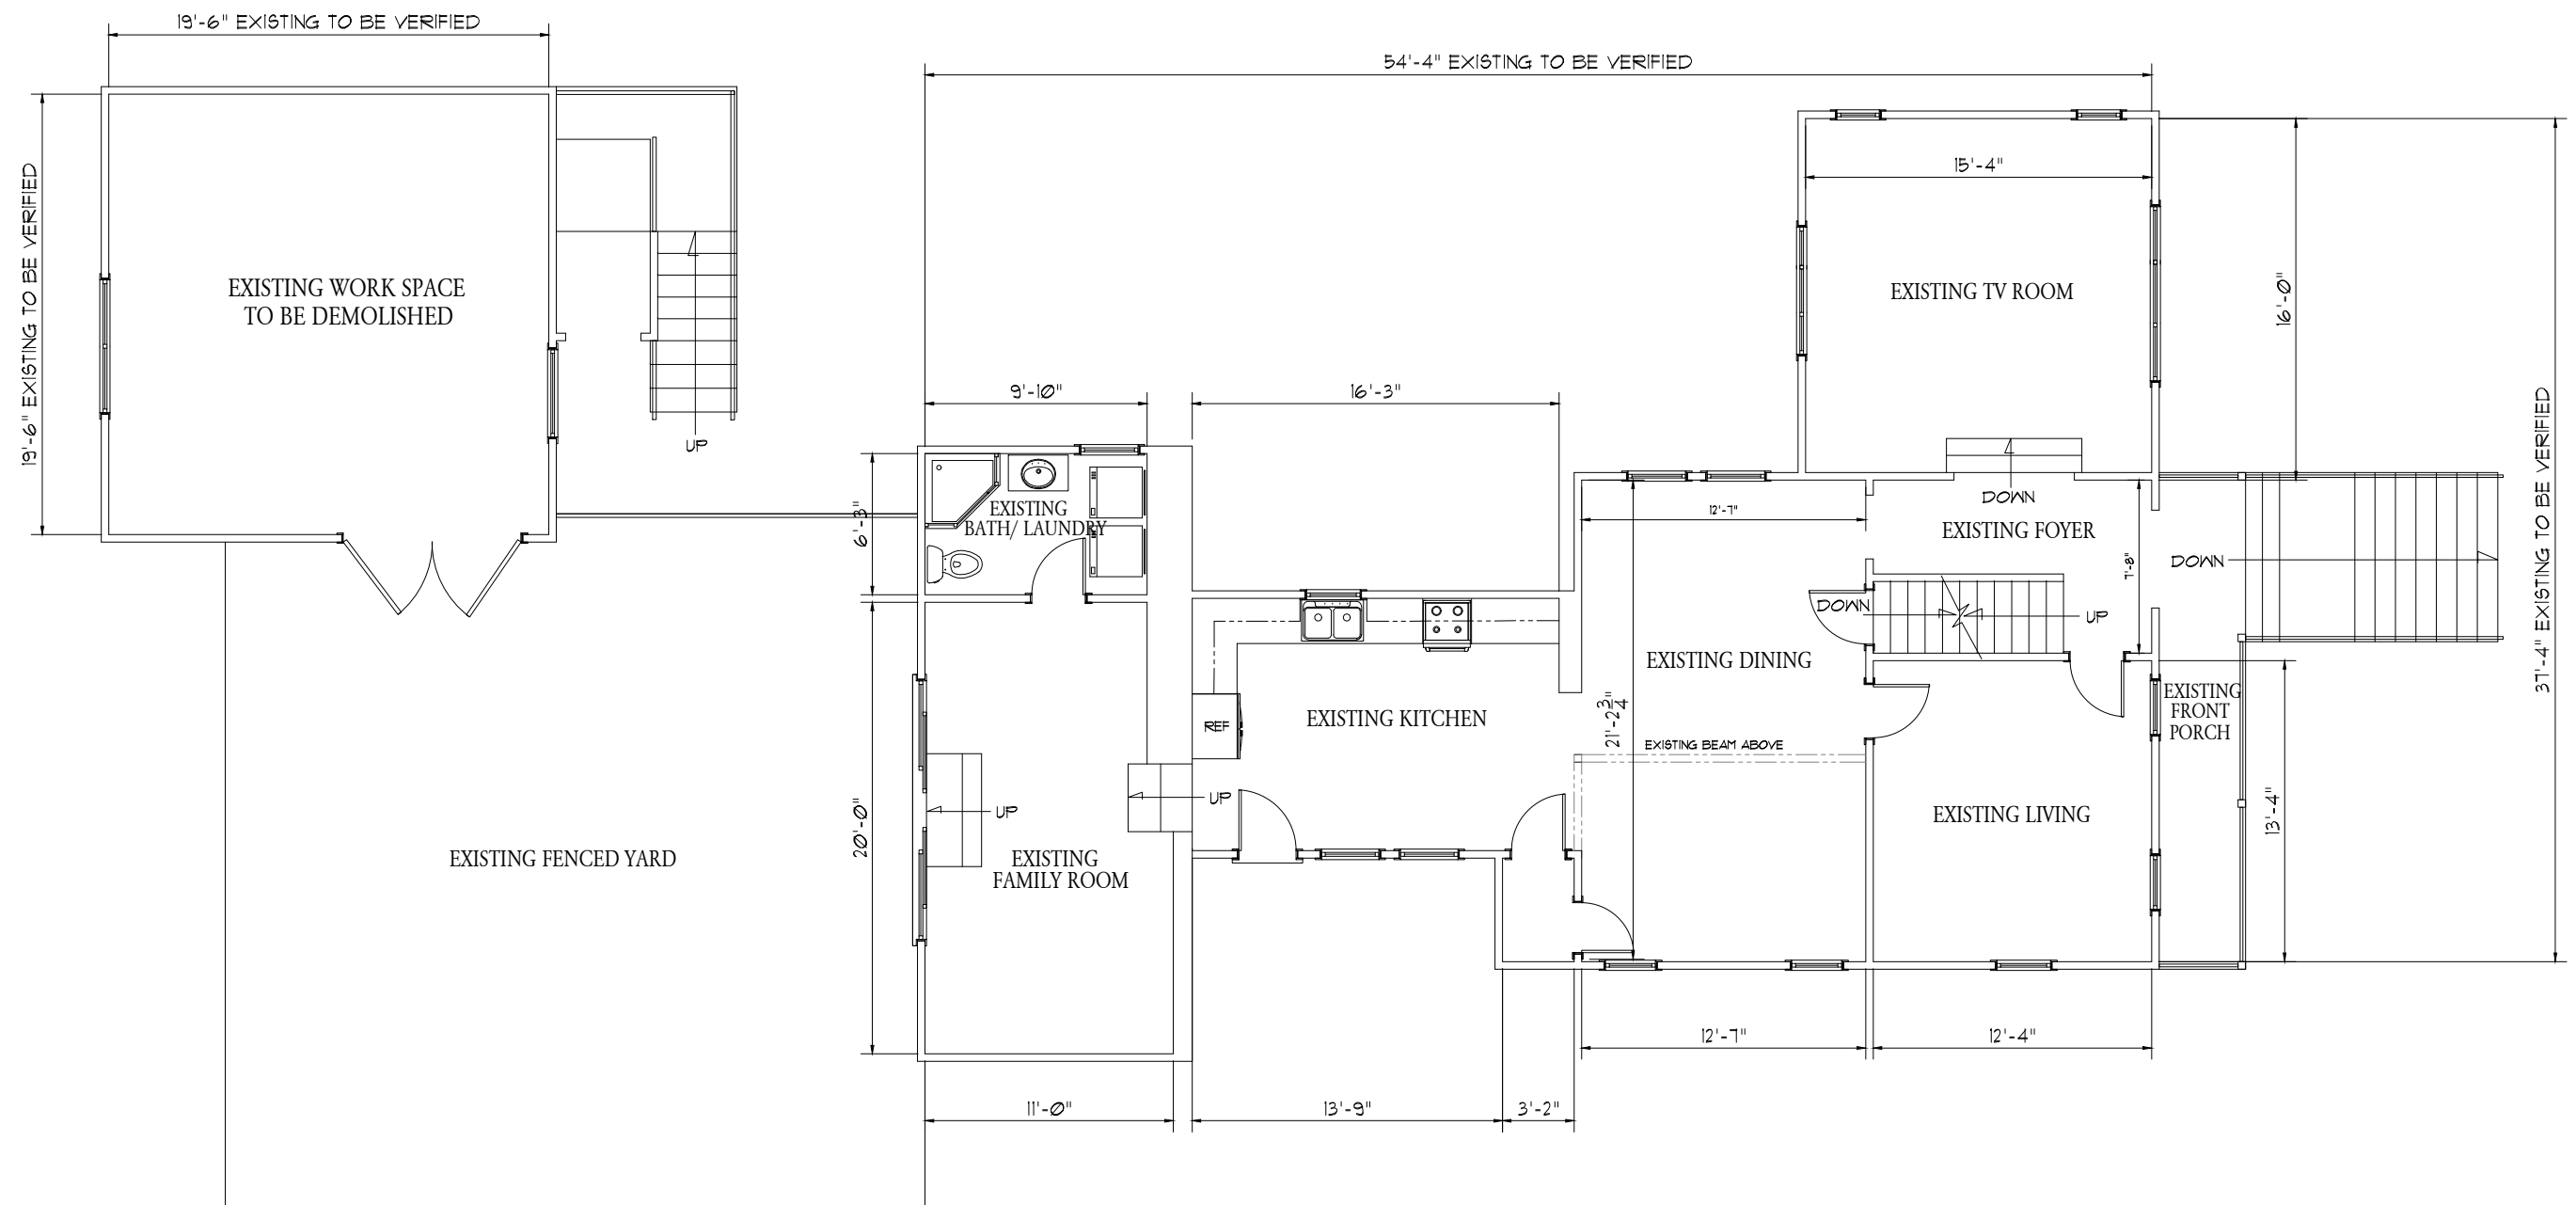 19'-6" EXISTING TO BE VERIFIED
54'-4" EXISTING TO BE VERIFIED
19'-6" EXISTING TO BE VERIFIED
15'-4"
EXISTING WORK SPACE
TO BE DEMOLISHED
EXISTING TV ROOM
16'-0"
37'-4" EXISTING TO BE VERIFIED
9'-10"
16'-3"
UP
DOWN
12'-7"
EXISTING
BATH/ LAUNDRY
6'-3"
EXISTING FOYER
7'-8"
DOWN
DOWN
UP
EXISTING DINING
EXISTING
FRONT
PORCH
21'-2 3/4"
EXISTING KITCHEN
REF
EXISTING BEAM ABOVE
UP
UP
EXISTING LIVING
13'-4"
20'-0"
EXISTING FENCED YARD
EXISTING
FAMILY ROOM
12'-7"
12'-4"
11'-0"
13'-9"
3'-2"